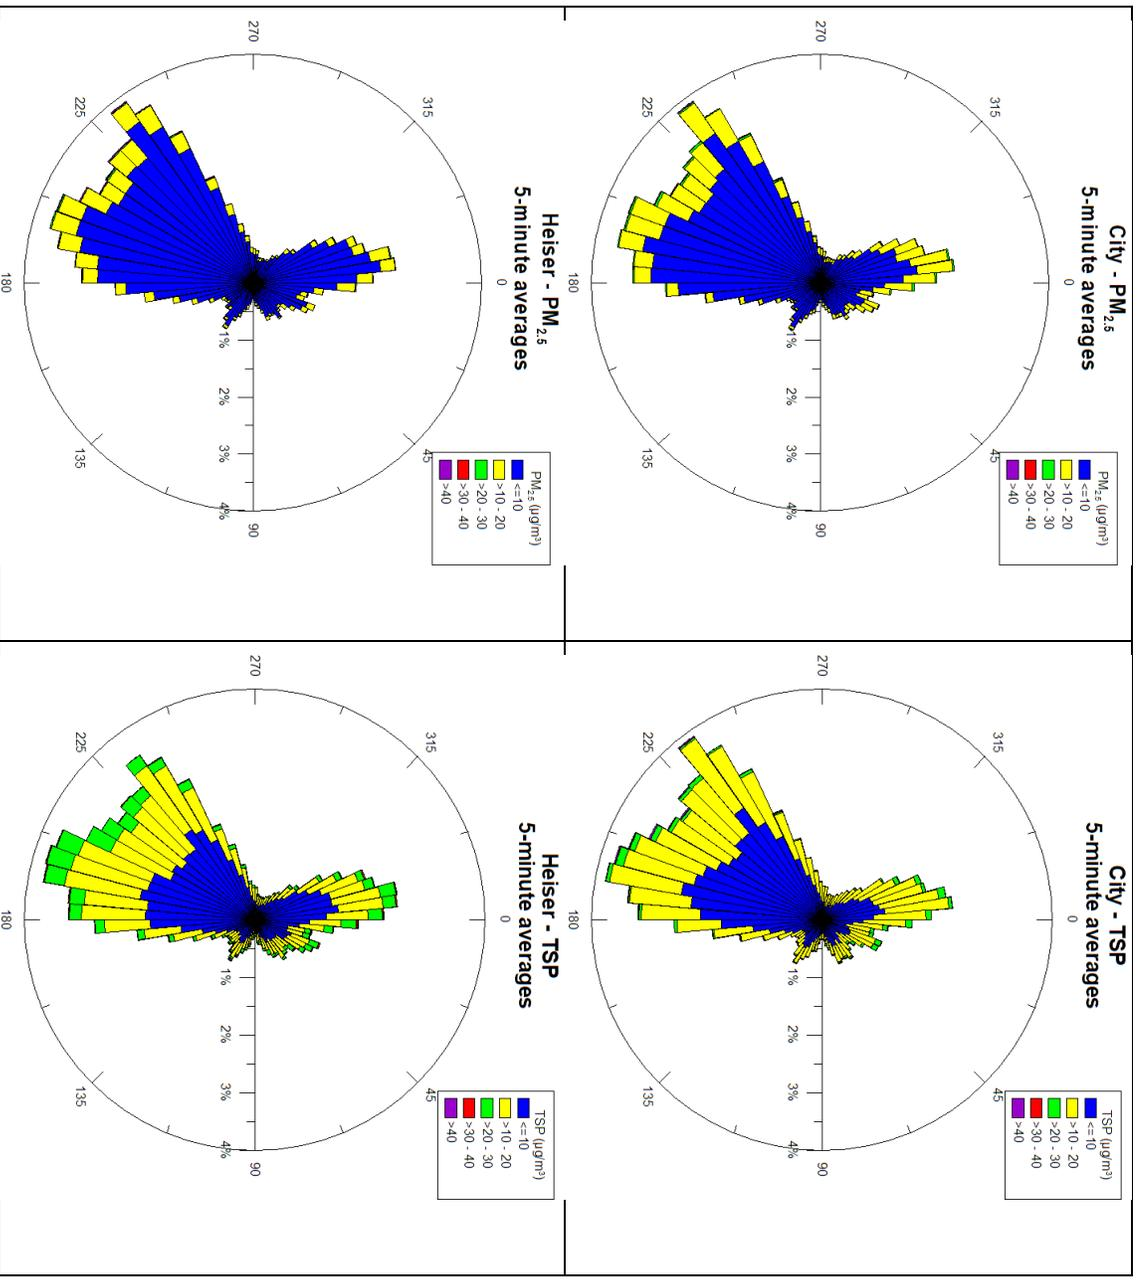 City - PM2.5
5-minute averages
PM2.5 (µg/m³)
<=10
>10 - 20
>20 - 30
>30 - 40
>40
0
315
45
270
1%
2%
3%
4%
90
225
135
180
City - TSP
5-minute averages
TSP (µg/m³)
<=10
>10 - 20
>20 - 30
>30 - 40
>40
0
315
45
270
1%
2%
3%
4%
90
225
135
180
Heiser - PM2.5
5-minute averages
PM2.5 (µg/m³)
<=10
>10 - 20
>20 - 30
>30 - 40
>40
0
315
45
270
1%
2%
3%
4%
90
225
135
180
Heiser - TSP
5-minute averages
TSP (µg/m³)
<=10
>10 - 20
>20 - 30
>30 - 40
>40
0
315
45
270
1%
2%
3%
4%
90
225
135
180